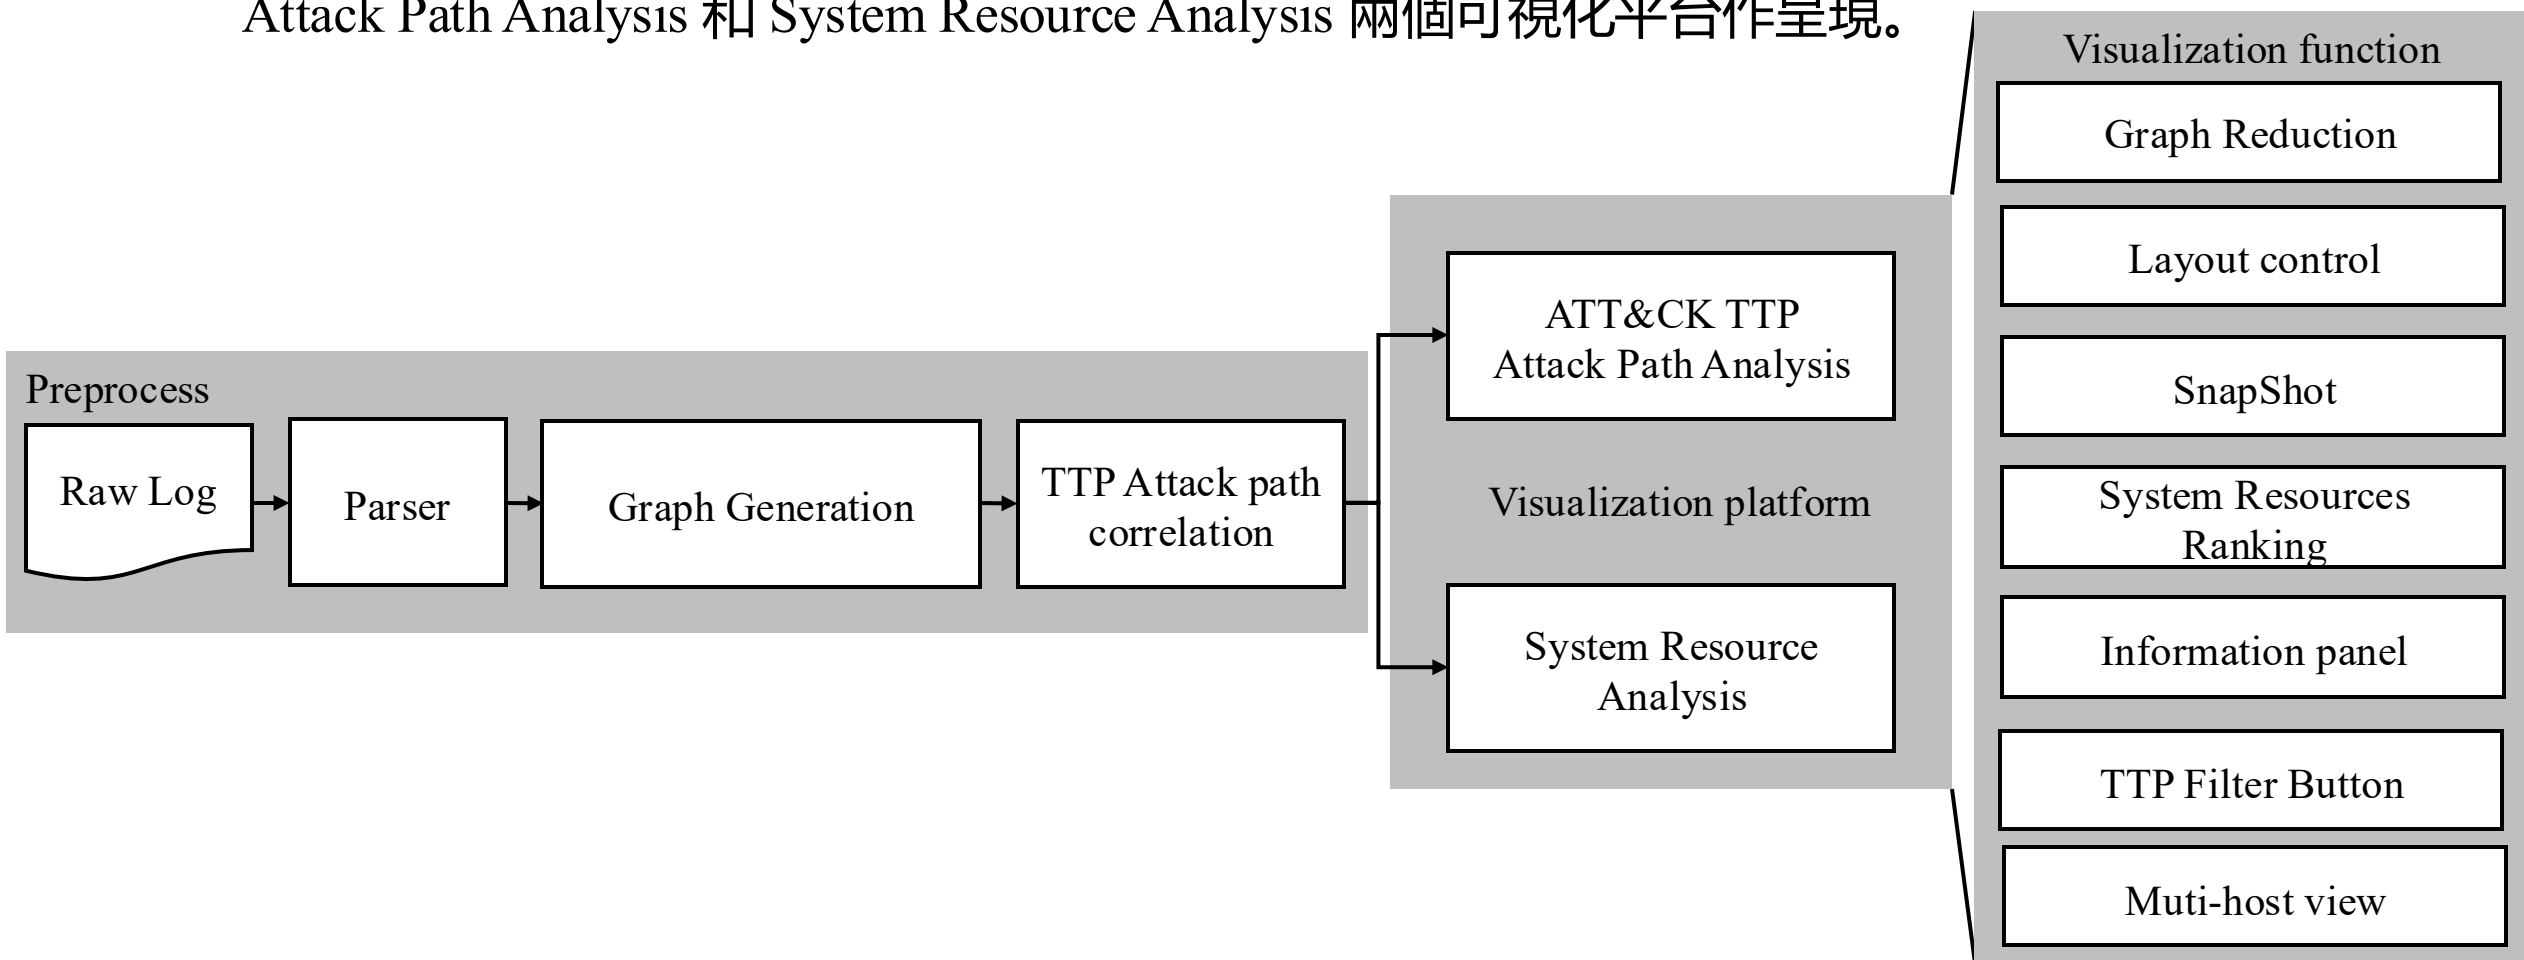 Attack Path Analysis 和 System Resource Analysis 兩個可視化平台作呈現。
Visualization function
Graph Reduction
Layout control
SnapShot
System Resources
Ranking
Information panel
TTP Filter Button
Muti-host view
ATT&CK TTP
Attack Path Analysis
Visualization platform
System Resource
Analysis
Preprocess
Raw Log
Parser
Graph Generation
TTP Attack path
correlation